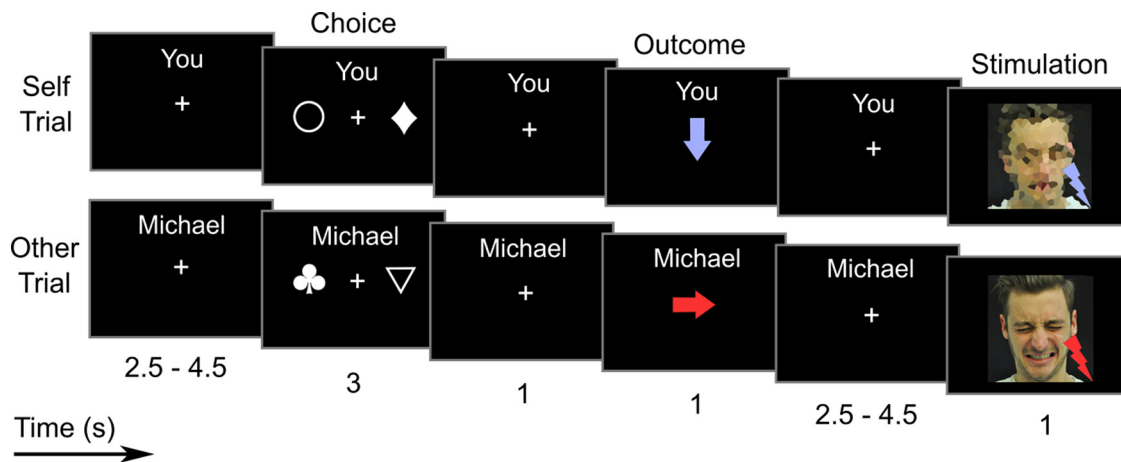 Choice
Outcome
Stimulation
Self
Trial
You
+
You
+
You
+
You
You
+
Other
Trial
Michael
+
Michael
+
Michael
+
Michael
Michael
+
2.5 - 4.5
3
1
1
2.5 - 4.5
1
Time (s)